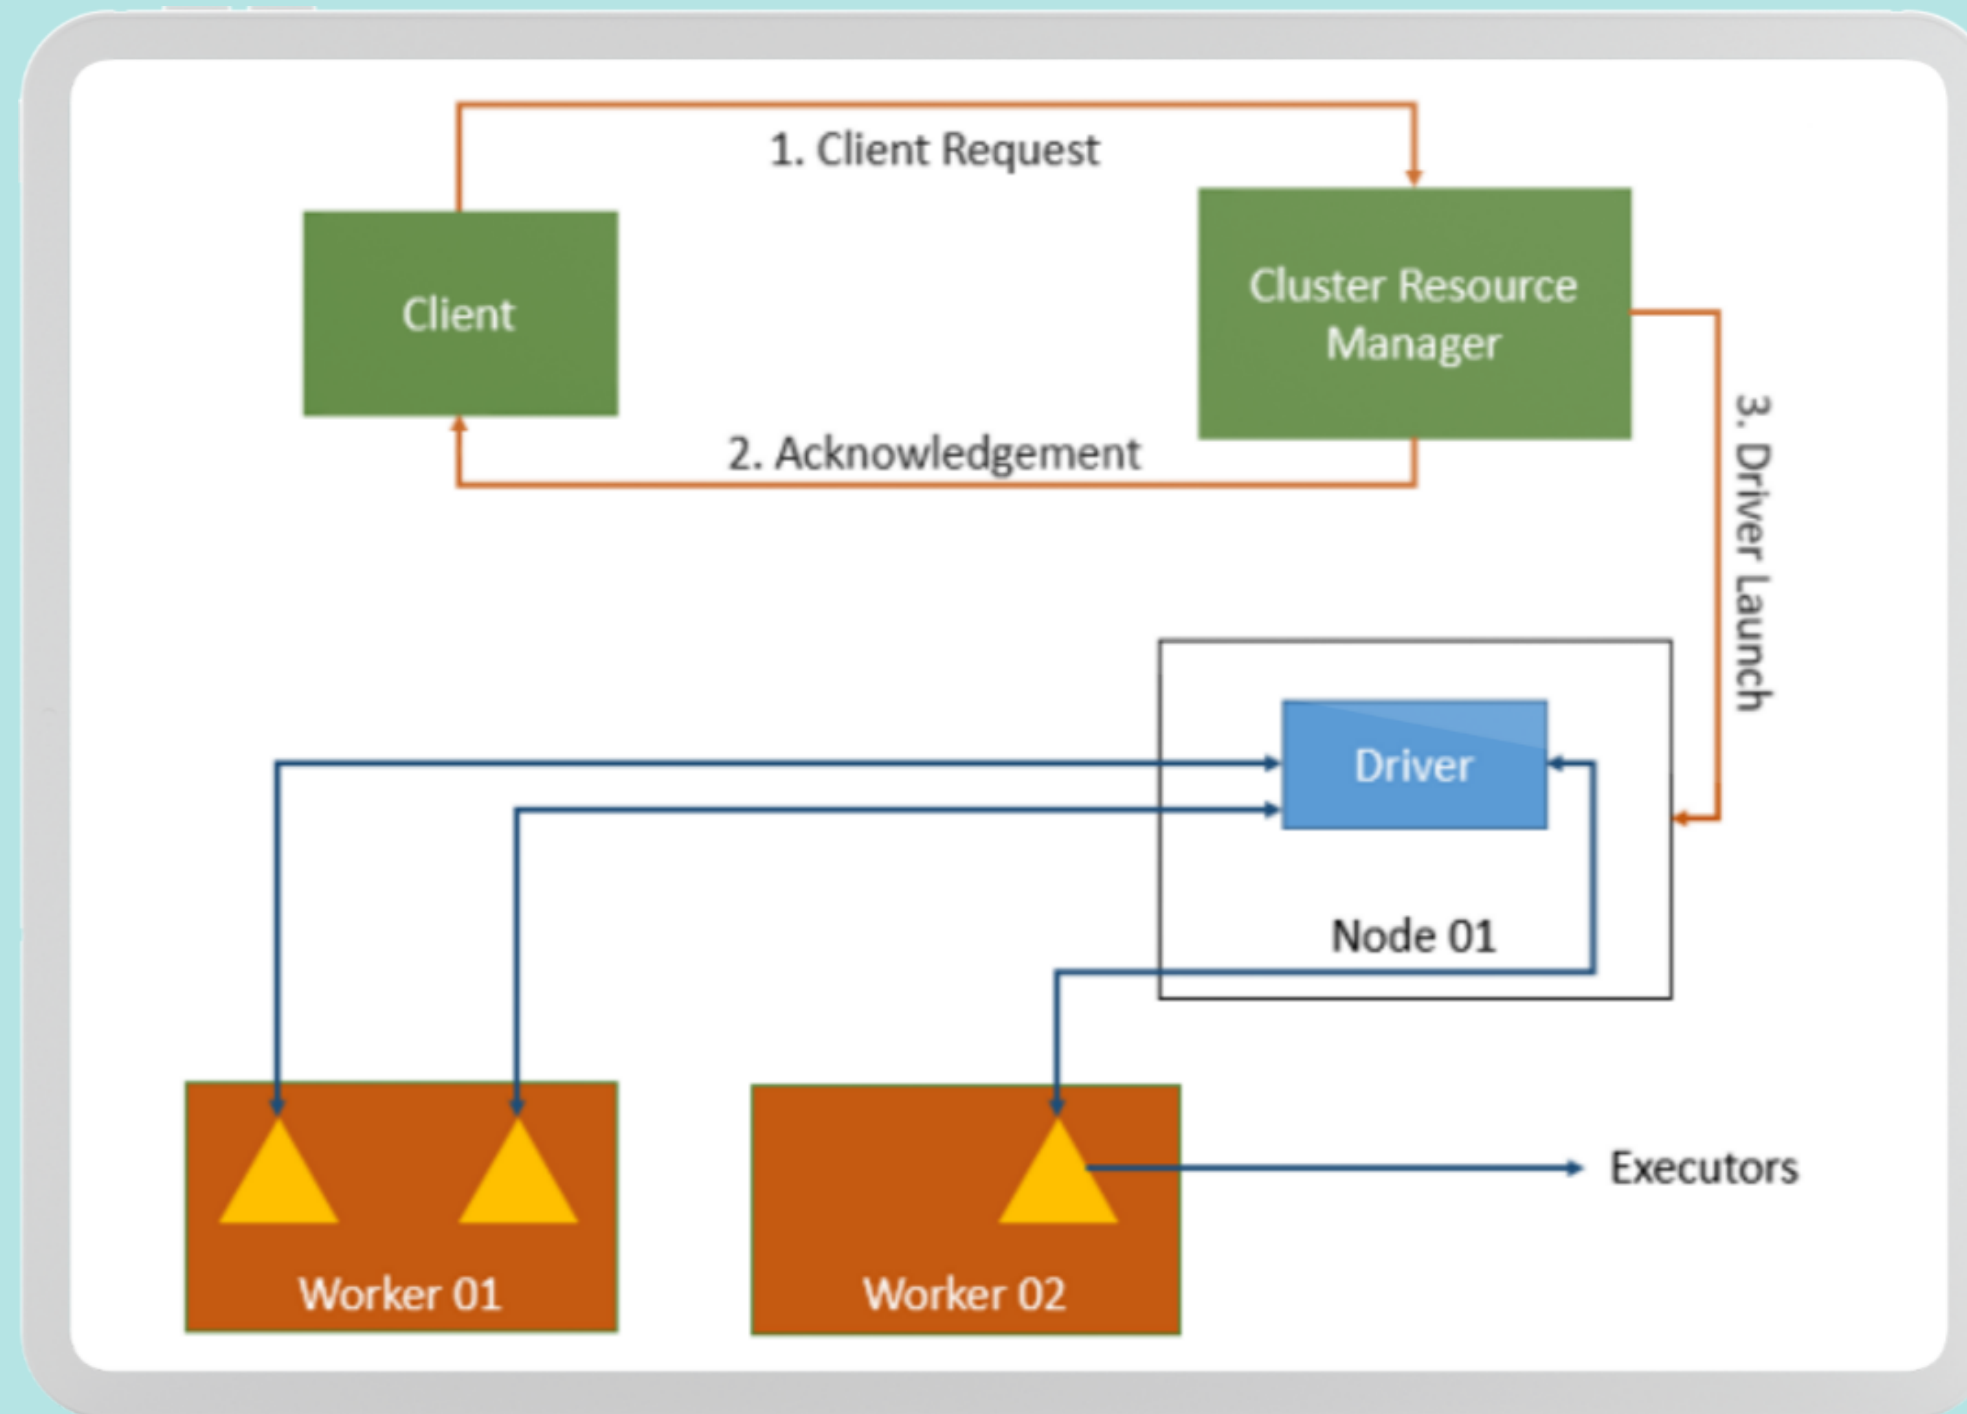 1. Client Request
Client
Cluster Resource
Manager
2. Acknowledgement
3. Driver Launch
Driver
Node 01
Executors
Worker 01
Worker 02